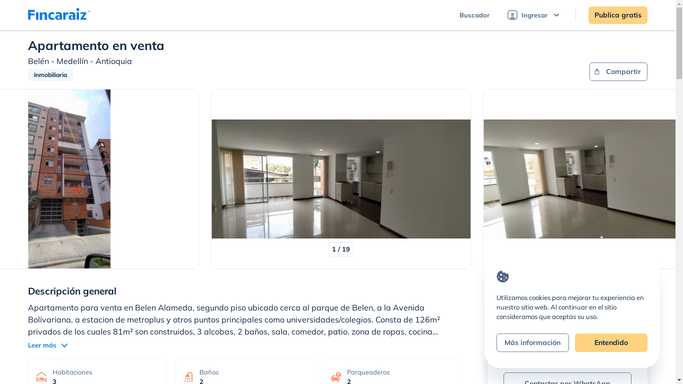 Fincaraiz
Buscador
Ingresar
Publica gratis
Apartamento en venta
Belén - Medellín - Antioquia
Inmobiliaria
Compartir
1 / 19
Descripción general
Apartamento para venta en Belen Alameda, segundo piso ubicado cerca al parque de Belen, a la Avenida
Bolivariana, a estacion de metroplus y otros puntos principales como universidades/colegios. Consta de 126m²
privados de los cuales 81m² son construidos, 3 alcobas, 2 baños, sala, comedor, patio, zona de ropas, cocina...
Leer más
Habitaciones
3
Baños
2
Parqueaderos
2
Utilizamos cookies para mejorar tu experiencia en
nuestro sitio web. Al continuar en el sitio
consideramos que aceptas su uso.
Más información
Entendido
Contactar por WhatsApp